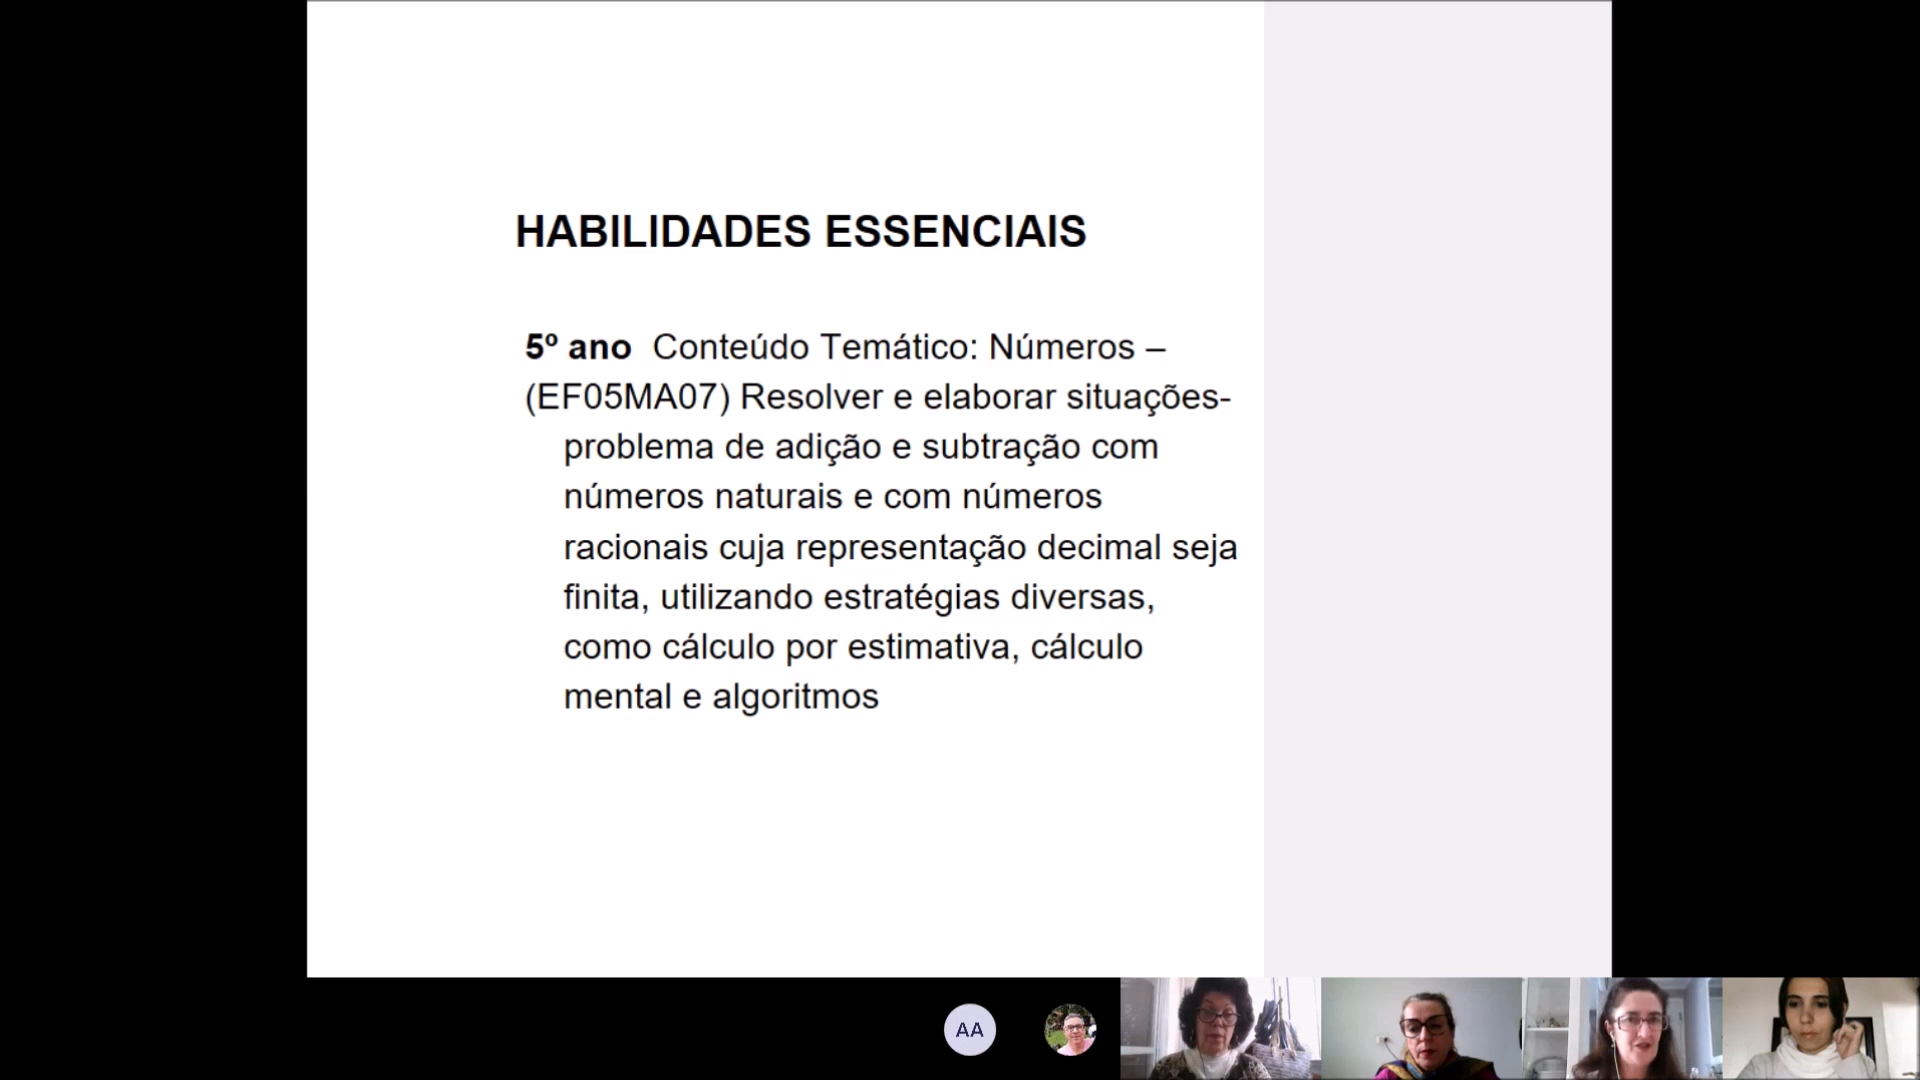 HABILIDADES ESSENCIAIS
5º ano  Conteúdo Temático: Números –
(EF05MA07) Resolver e elaborar situações-
problema de adição e subtração com
números naturais e com números
racionais cuja representação decimal seja
finita, utilizando estratégias diversas,
como cálculo por estimativa, cálculo
mental e algoritmos
AA